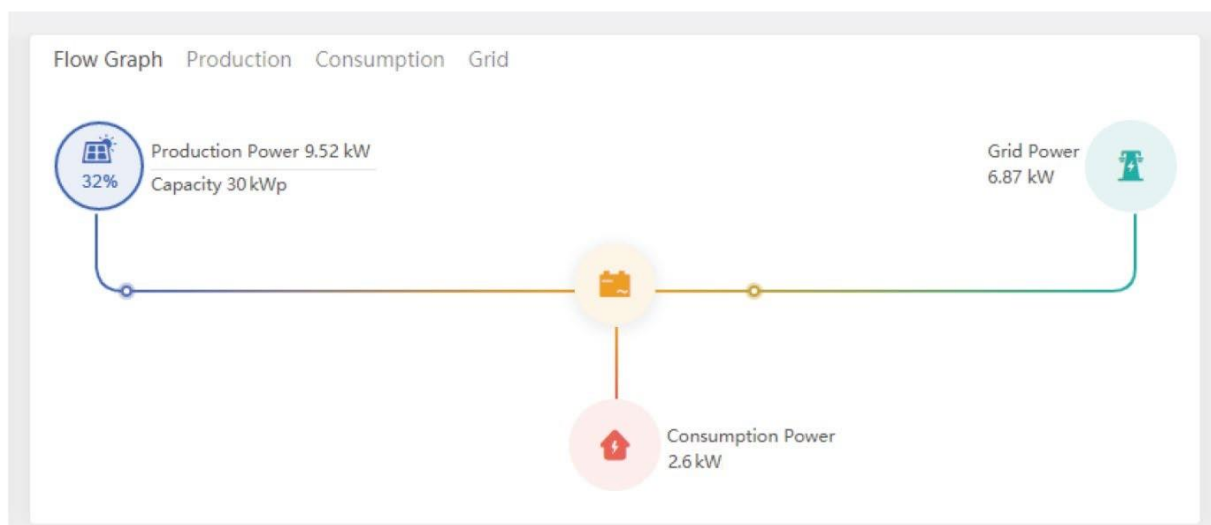 Flow Graph Production Consumption Grid
Production Power 9.52 kW
32%
Capacity 30 kWp
Grid Power
6.87 kW
Consumption Power
2.6 kW